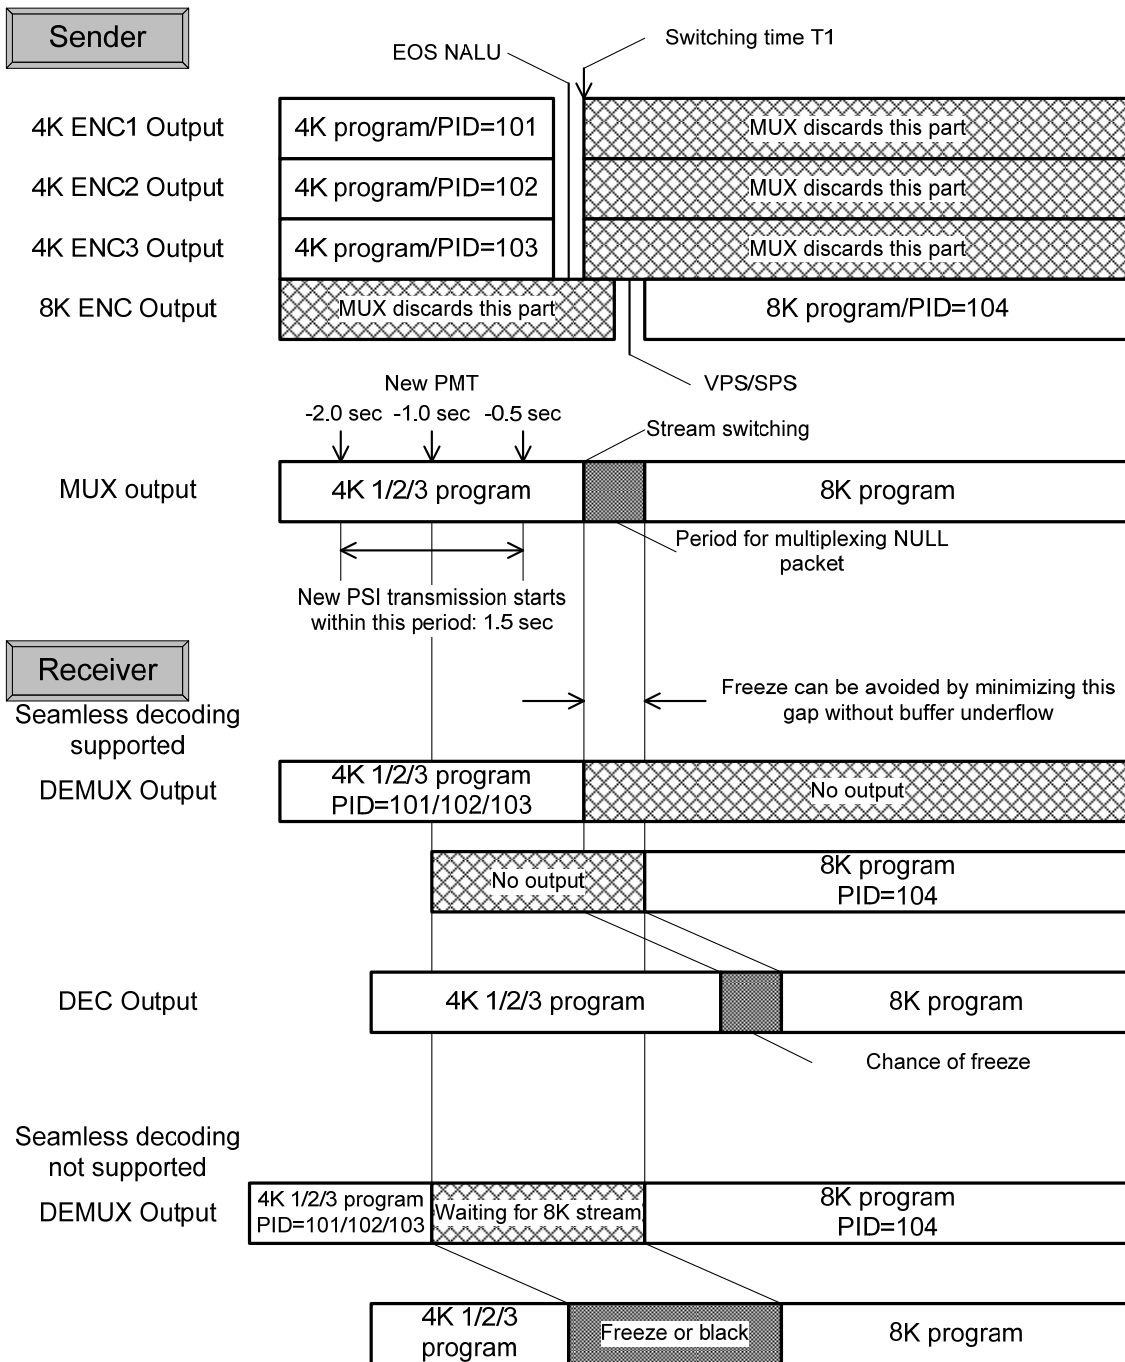 Sender
Switching time T1
EOS NALU
4K ENC1 Output
4K program/PID=101
MUX discards this part
4K ENC2 Output
4K program/PID=102
MUX discards this part
4K ENC3 Output
4K program/PID=103
MUX discards this part
8K ENC Output
MUX discards this part
8K program/PID=104
New PMT
VPS/SPS
-2.0 sec
-1.0 sec
-0.5 sec
Stream switching
MUX output
4K 1/2/3 program
8K program
Period for multiplexing NULL
packet
New PSI transmission starts
within this period: 1.5 sec
Receiver
Freeze can be avoided by minimizing this
gap without buffer underflow
Seamless decoding
supported
DEMUX Output
4K 1/2/3 program
PID=101/102/103
No output
No output
8K program
PID=104
DEC Output
4K 1/2/3 program
8K program
Chance of freeze
Seamless decoding
not supported
DEMUX Output
4K 1/2/3 program
PID=101/102/103
Waiting for 8K stream
8K program
PID=104
4K 1/2/3
program
Freeze or black
8K program